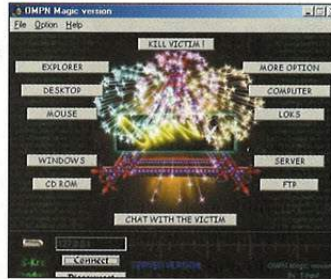 OMPN Magic version
File Option Help
KILL VICTIM !
EXPLORER
MORE OPTION
DESKTOP
COMPUTER
MOUSE
LOKS
WINDOWS
SERVER
CD ROM
FTP
CHAT WITH THE VICTIM
Connect
Disconnect